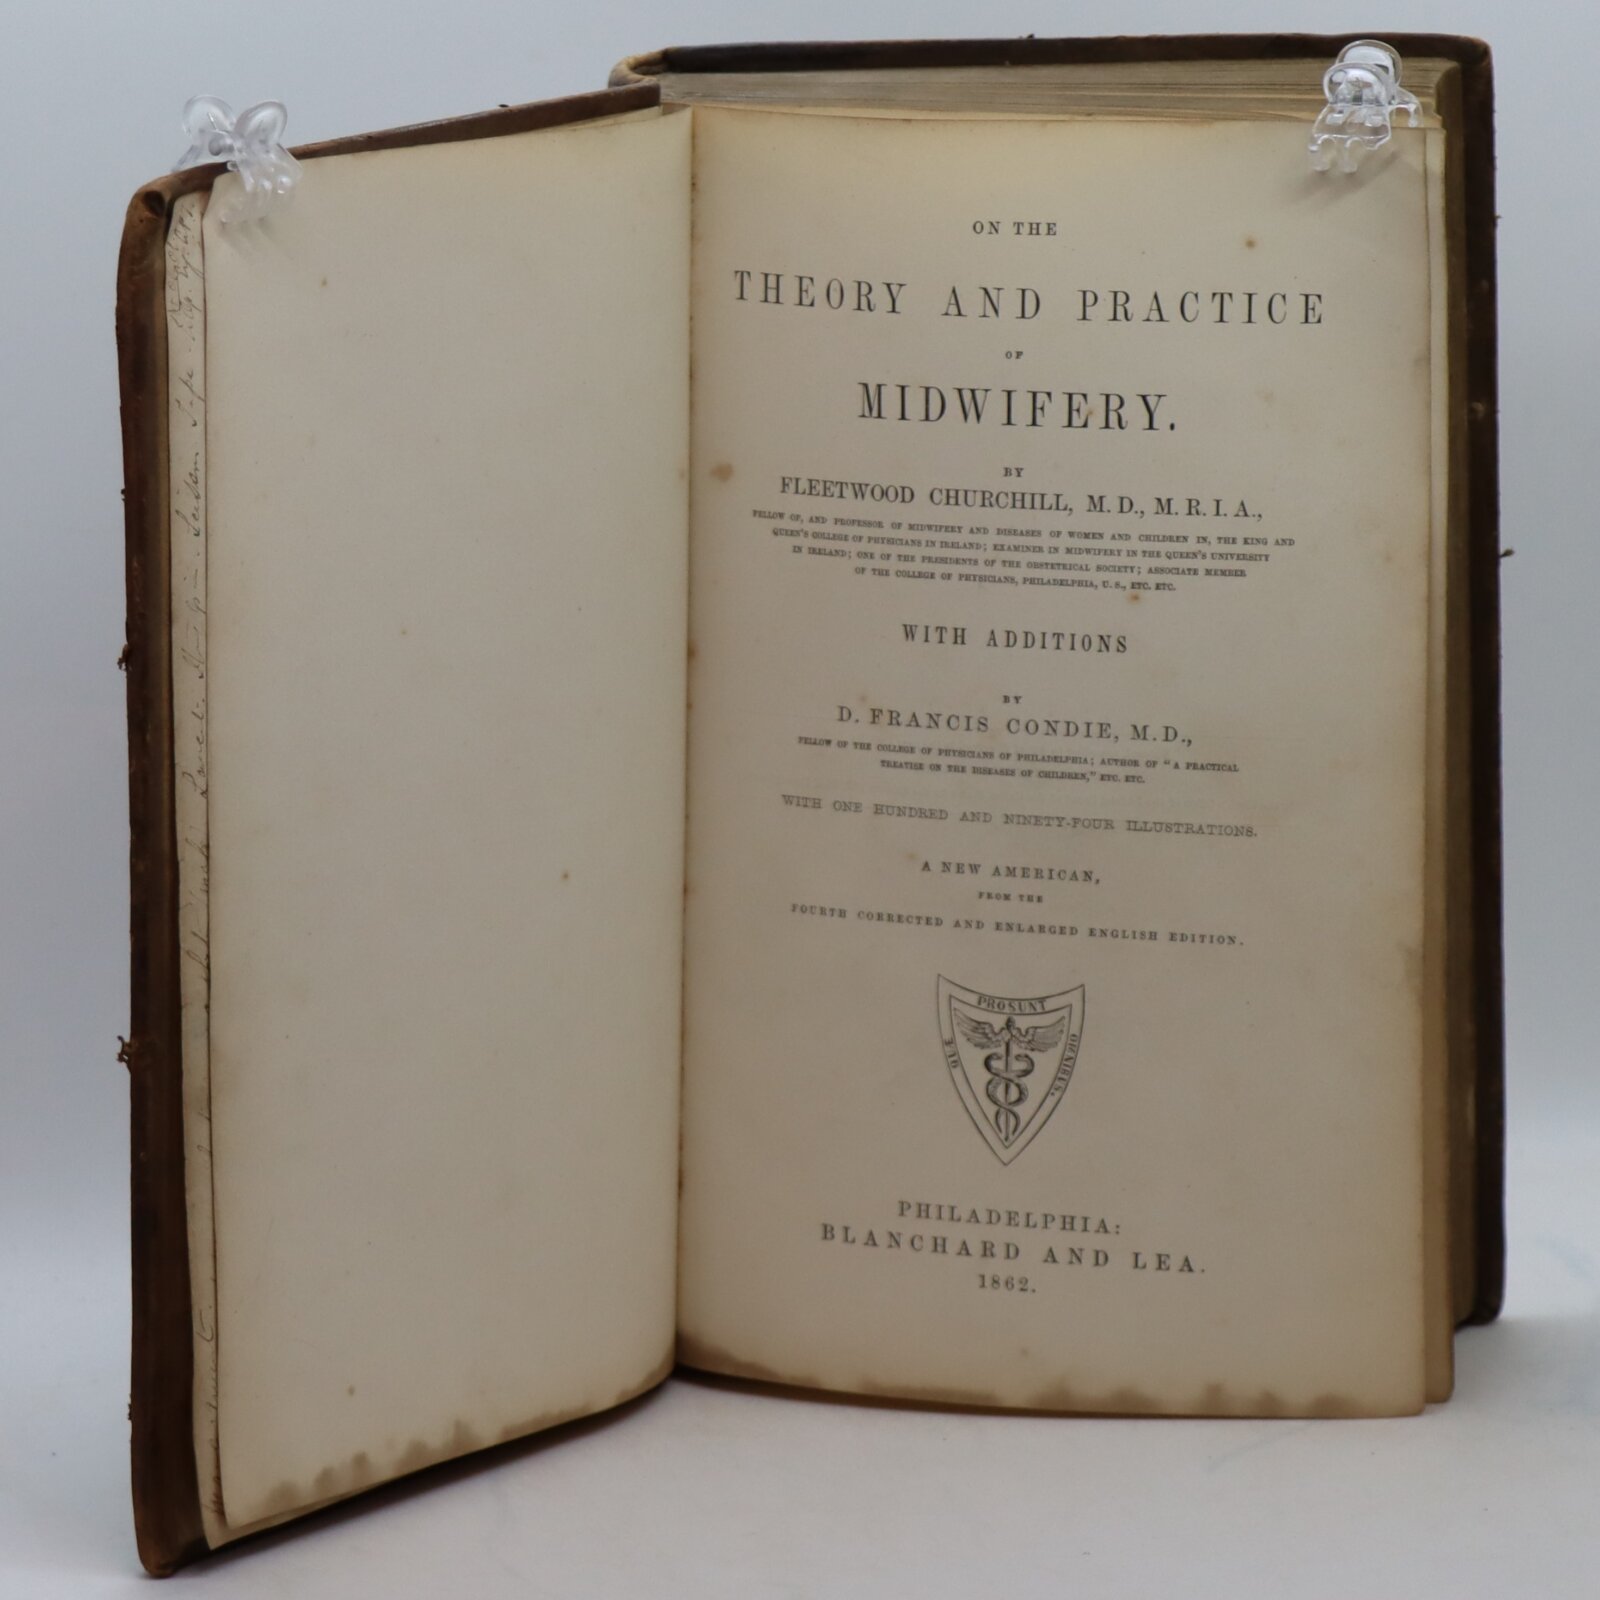 ON THE
THEORY AND PRACTICE
OF
MIDWIFERY.
BY
FLEETWOOD CHURCHILL, M. D., M. R. I. A.,
FELLOW OF, AND PROFESSOR OF MIDWIFERY AND DISEASES OF WOMEN AND CHILDREN IN, THE KING AND
QUEEN'S COLLEGE OF PHYSICIANS IN IRELAND; EXAMINER IN MIDWIFERY IN THE QUEEN'S UNIVERSITY
IN IRELAND; ONE OF THE PRESIDENTS OF THE OBSTETRICAL SOCIETY; ASSOCIATE MEMBER
OF THE COLLEGE OF PHYSICIANS, PHILADELPHIA, U. S., ETC. ETC.
WITH ADDITIONS
BY
D. FRANCIS CONDIE, M. D.,
FELLOW OF THE COLLEGE OF PHYSICIANS OF PHILADELPHIA; AUTHOR OF "A PRACTICAL
TREATISE ON THE DISEASES OF CHILDREN," ETC. ETC.
WITH ONE HUNDRED AND NINETY-FOUR ILLUSTRATIONS.
A NEW AMERICAN,
FROM THE
FOURTH CORRECTED AND ENLARGED ENGLISH EDITION.
QUÆ PROSUNT OMNIBUS.
PHILADELPHIA:
BLANCHARD AND LEA.
1862.